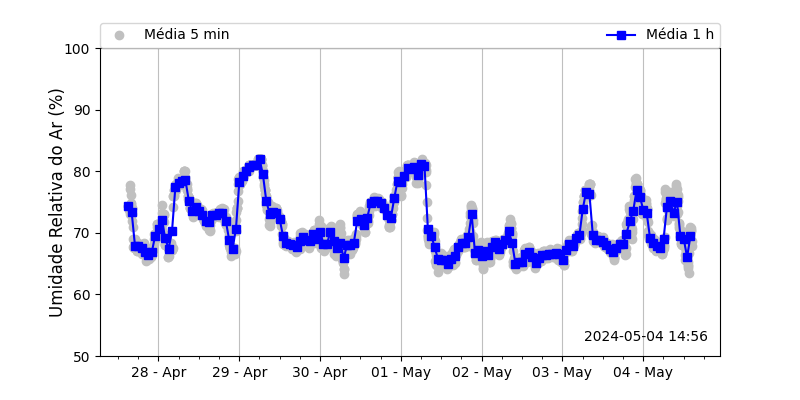 Média 5 min
Média 1 h
Umidade Relativa do Ar (%)
100
90
80
70
60
50
2024-05-04 14:56
28 - Apr
29 - Apr
30 - Apr
01 - May
02 - May
03 - May
04 - May